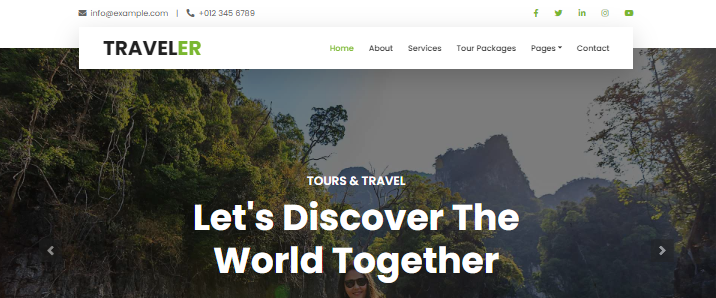 info@example.com | +012 345 6789
TRAVELER Home About Services Tour Packages Pages Contact
TOURS & TRAVEL
Let's Discover The
World Together